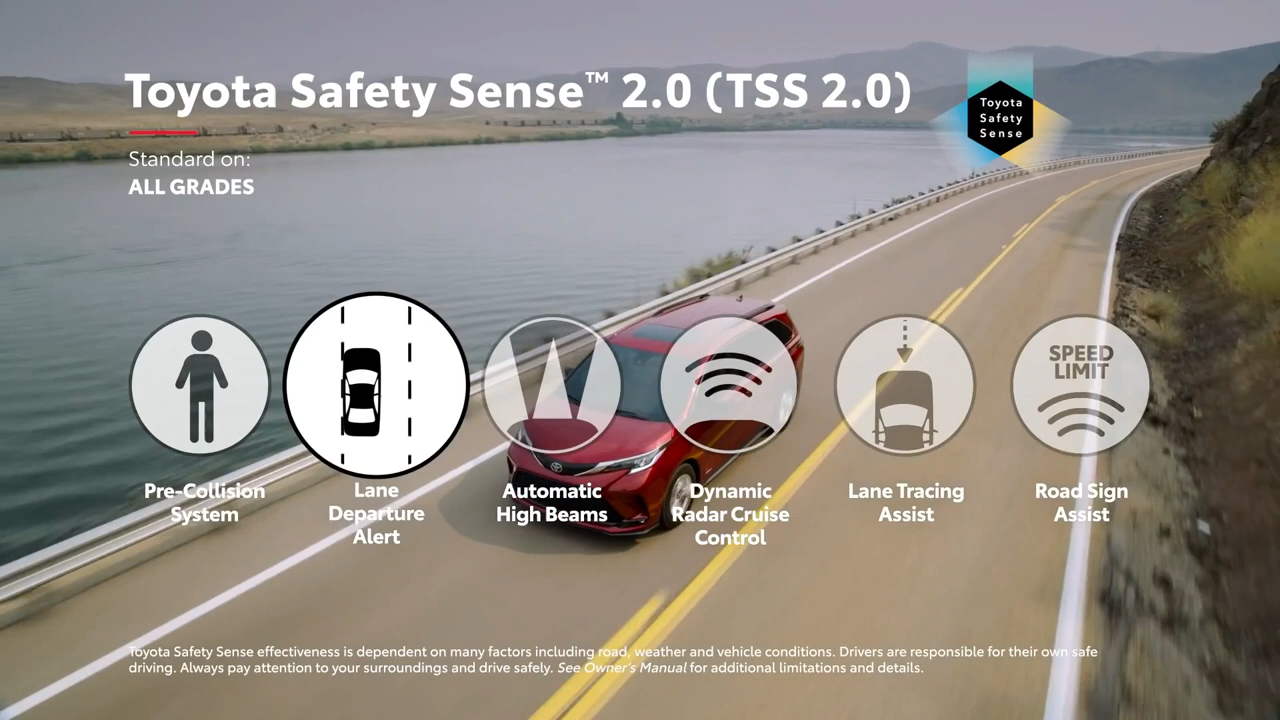 Toyota Safety Sense™ 2.0 (TSS 2.0)
Toyota
Safety
Sense
Standard on:
ALL GRADES
SPEED
LIMIT
Pre-Collision
System
Lane
Departure
Alert
Automatic
High Beams
Dynamic
Radar Cruise
Control
Lane Tracing
Assist
Road Sign
Assist
Toyota Safety Sense effectiveness is dependent on many factors including road, weather and vehicle conditions. Drivers are responsible for their own safe
driving. Always pay attention to your surroundings and drive safely. See Owner's Manual for additional limitations and details.